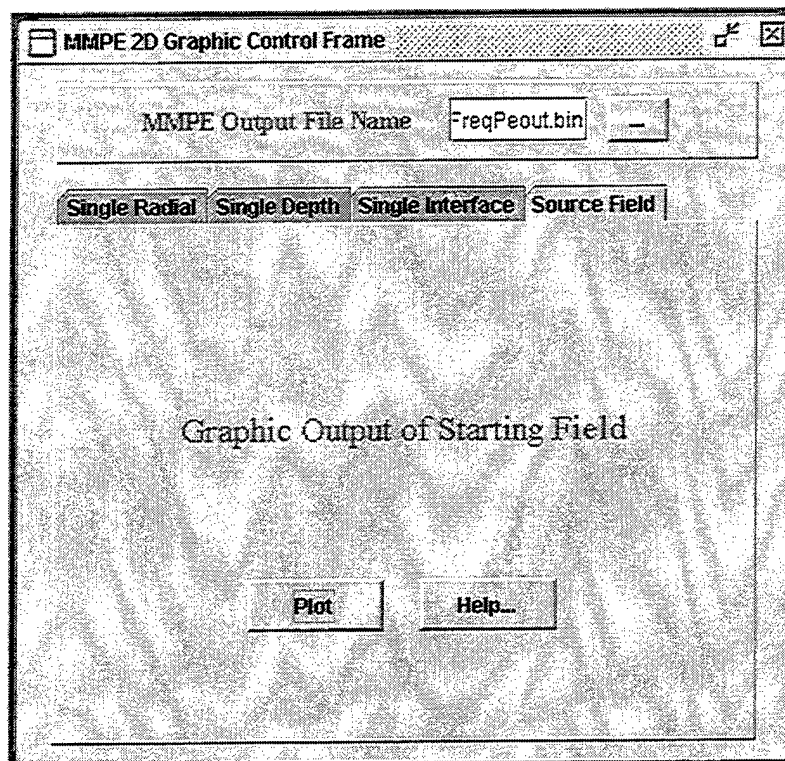 MMPE 2D Graphic Control Frame
MMPE Output File Name FreqPeout.bin ...
Single Radial Single Depth Single Interface Source Field
Graphic Output of Starting Field
Plot Help...